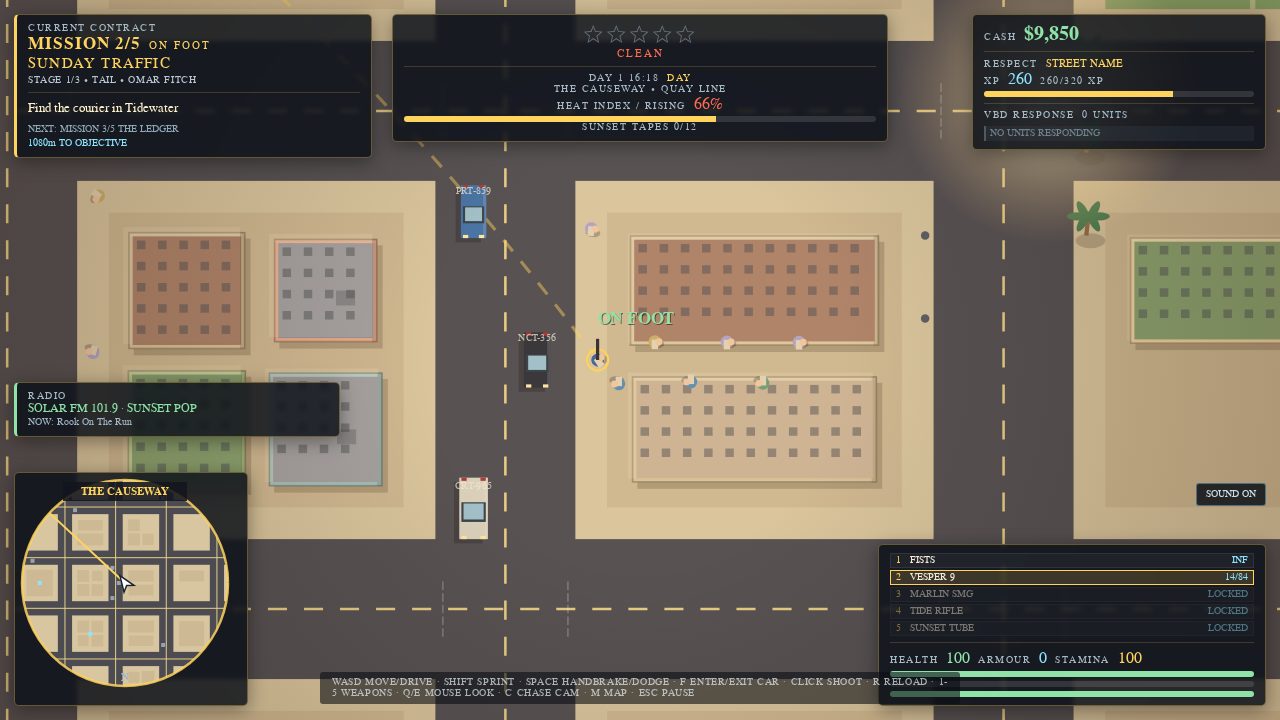 CURRENT CONTRACT
MISSION 2/5 ON FOOT
SUNDAY TRAFFIC
STAGE 1/3 • TAIL • OMAR FITCH
Find the courier in Tidewater
NEXT: MISSION 3/5 THE LEDGER
1080m TO OBJECTIVE
CLEAN
DAY 1 16:18 DAY
THE CAUSEWAY • QUAY LINE
HEAT INDEX / RISING 66%
SUNSET TAPES 0/12
CASH $9,850
RESPECT STREET NAME
XP 260 260/320 XP
VBD RESPONSE 0 UNITS
NO UNITS RESPONDING
PRT-859
ON FOOT
NCT-356
RADIO
SOLAR FM 101.9 · SUNSET POP
NOW: Rook On The Run
THE CAUSEWAY
SOUND ON
1 FISTS INF
2 VESPER 9 14/84
3 MARLIN SMG LOCKED
4 TIDE RIFLE LOCKED
5 SUNSET TUBE LOCKED
HEALTH 100 ARMOUR 0 STAMINA 100
WASD MOVE/DRIVE · SHIFT SPRINT · SPACE HANDBRAKE/DODGE · F ENTER/EXIT CAR · CLICK SHOOT · R RELOAD · 1-
5 WEAPONS · Q/E MOUSE LOOK · C CHASE CAM · M MAP · ESC PAUSE